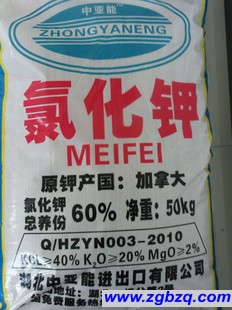 中亚能
ZHONGYANENG
氯化钾
MEIFEI
原钾产国：加拿大
氯化钾
总养份 60% 净重：50kg
Q/HZYN003-2010
KCL≥40% K₂O≥20% MgO≥2%
湖北中亚能进出口有限公司
www.zgbzq.com